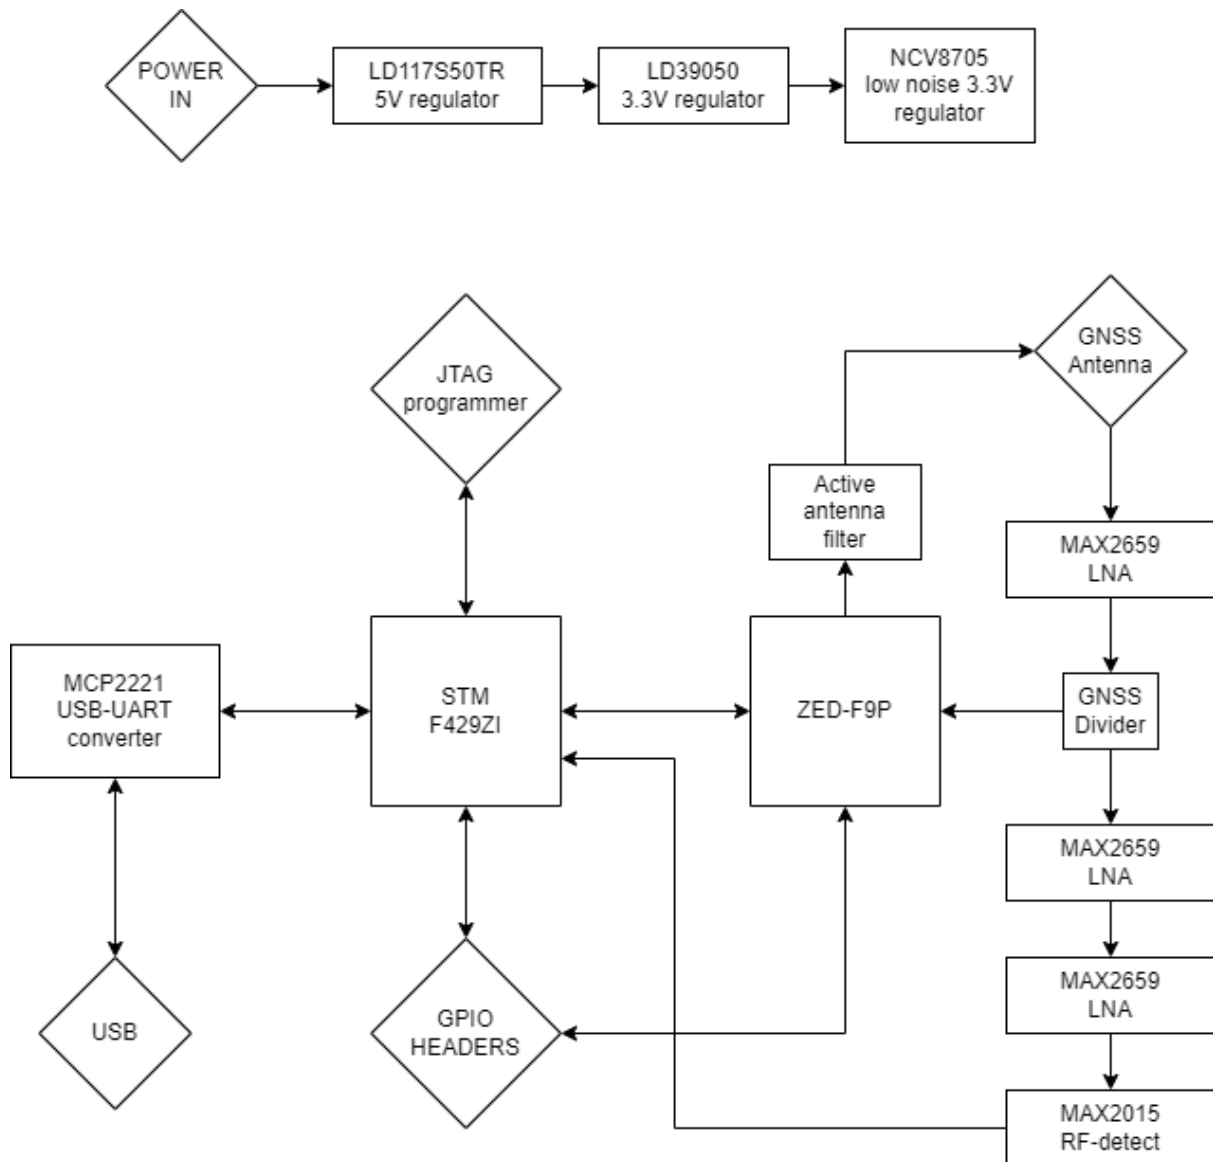 POWER
IN
LD117S50TR
5V regulator
LD39050
3.3V regulator
NCV8705
low noise 3.3V
regulator
JTAG
programmer
GNSS
Antenna
Active
antenna
filter
MAX2659
LNA
MCP2221
USB-UART
converter
STM
F429ZI
ZED-F9P
GNSS
Divider
MAX2659
LNA
MAX2659
LNA
USB
GPIO
HEADERS
MAX2015
RF-detect